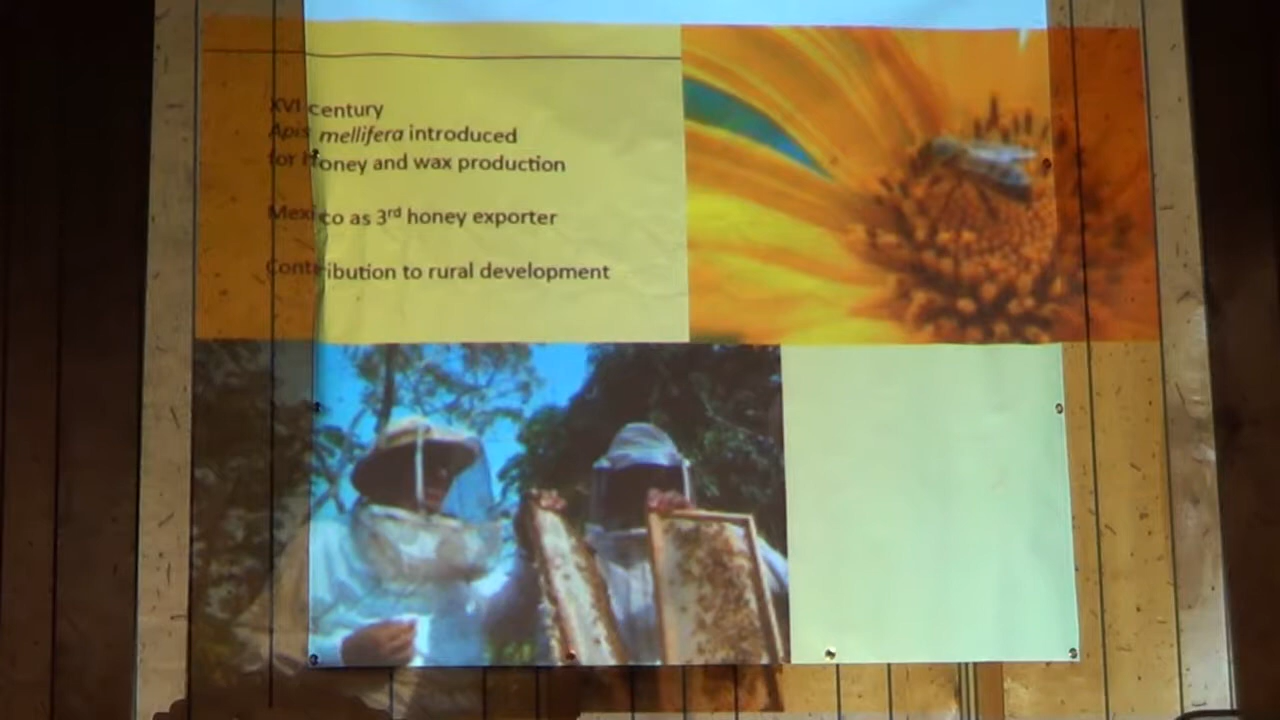 XVI century
Apis mellifera introduced
for honey and wax production
Mexico as 3rd honey exporter
Contribution to rural development